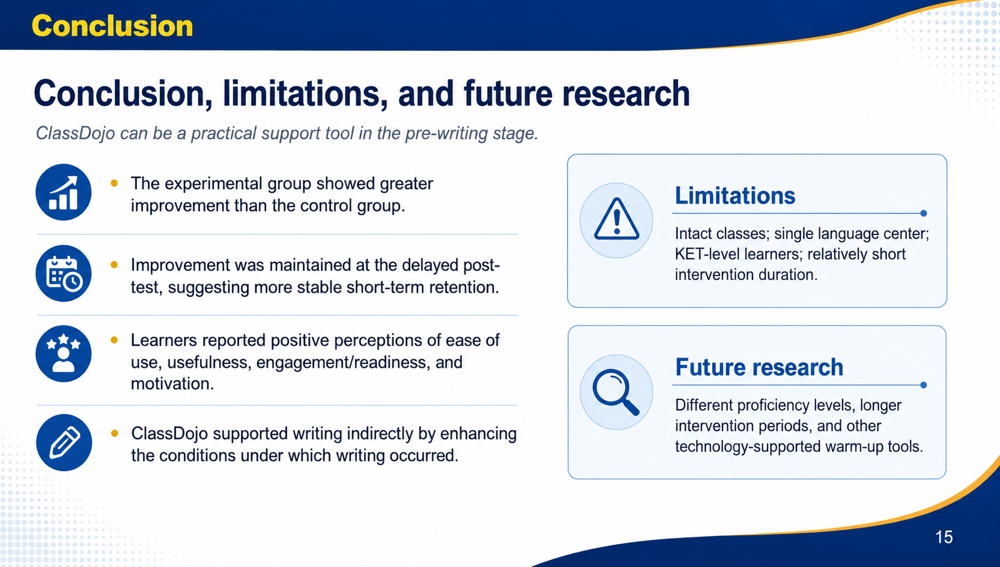 Conclusion
Conclusion, limitations, and future research
ClassDojo can be a practical support tool in the pre-writing stage.
• The experimental group showed greater
improvement than the control group.
• Improvement was maintained at the delayed post-
test, suggesting more stable short-term retention.
• Learners reported positive perceptions of ease of
use, usefulness, engagement/readiness, and
motivation.
• ClassDojo supported writing indirectly by enhancing
the conditions under which writing occurred.
Limitations
Intact classes; single language center;
KET-level learners; relatively short
intervention duration.
Future research
Different proficiency levels, longer
intervention periods, and other
technology-supported warm-up tools.
15